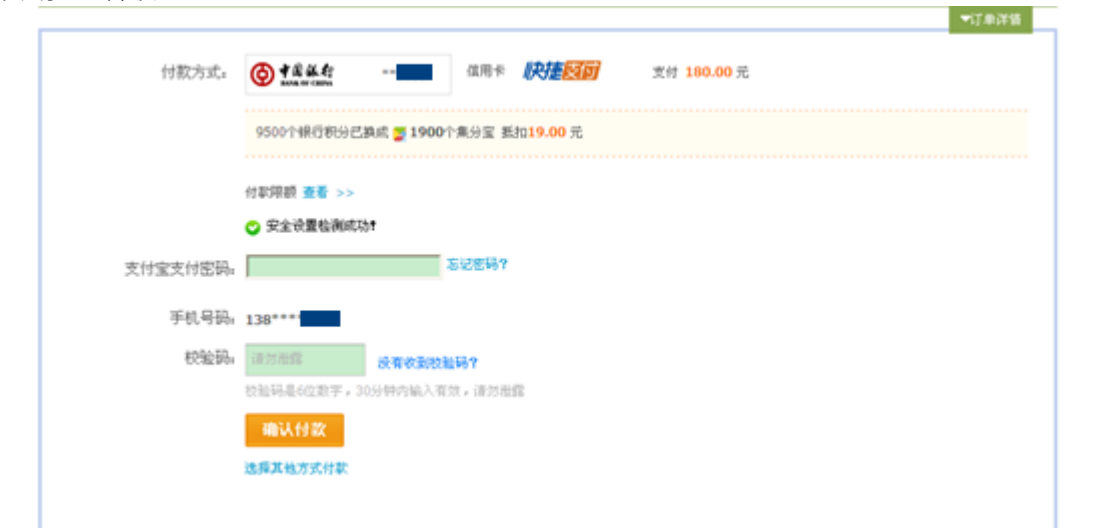 ▼订单详情
付款方式: 中国银行 BANK OF CHINA -- 信用卡 快捷支付 支付 180.00 元
9500个银行积分已换成 1900个集分宝 抵扣19.00 元
付款限额 查看 >>
安全设置检测成功!
支付宝支付密码: 忘记密码?
手机号码: 138****
校验码: 请勿泄露 没有收到校验码?
校验码是6位数字,30分钟内输入有效,请勿泄露
确认付款
选择其他方式付款